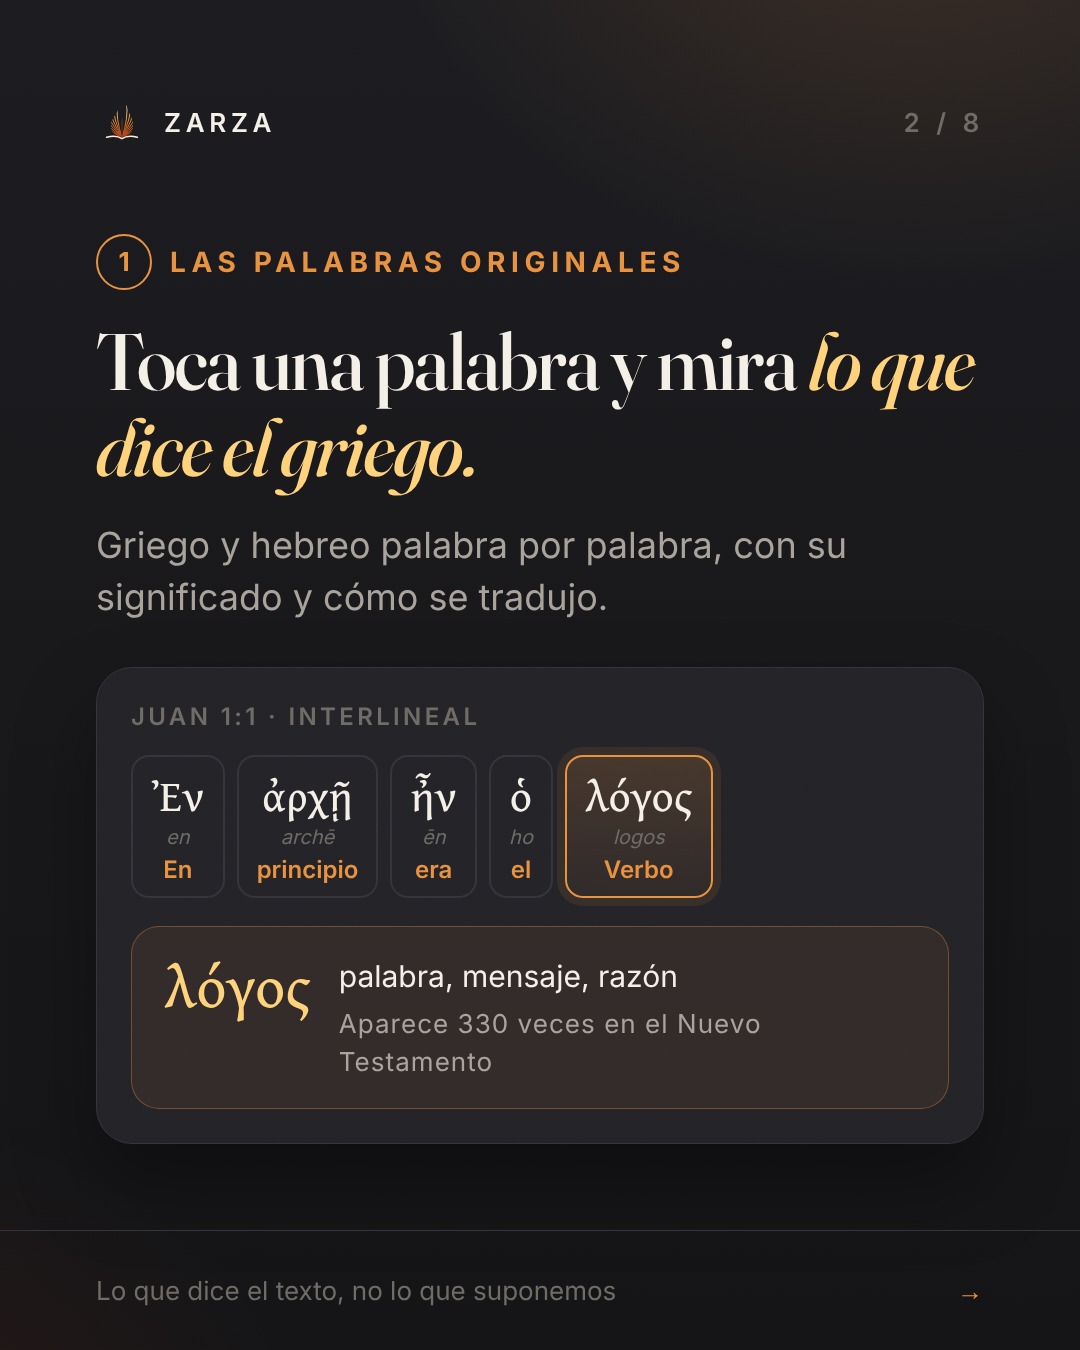 ZARZA
2 / 8
1 LAS PALABRAS ORIGINALES
Toca una palabra y mira lo que
dice el griego.
Griego y hebreo palabra por palabra, con su
significado y cómo se tradujo.
JUAN 1:1 · INTERLINEAL
Ἐν ἀρχῇ ἦν ὁ λόγος
en archē ēn ho logos
En principio era el Verbo
λόγος
palabra, mensaje, razón
Aparece 330 veces en el Nuevo
Testamento
Lo que dice el texto, no lo que suponemos →